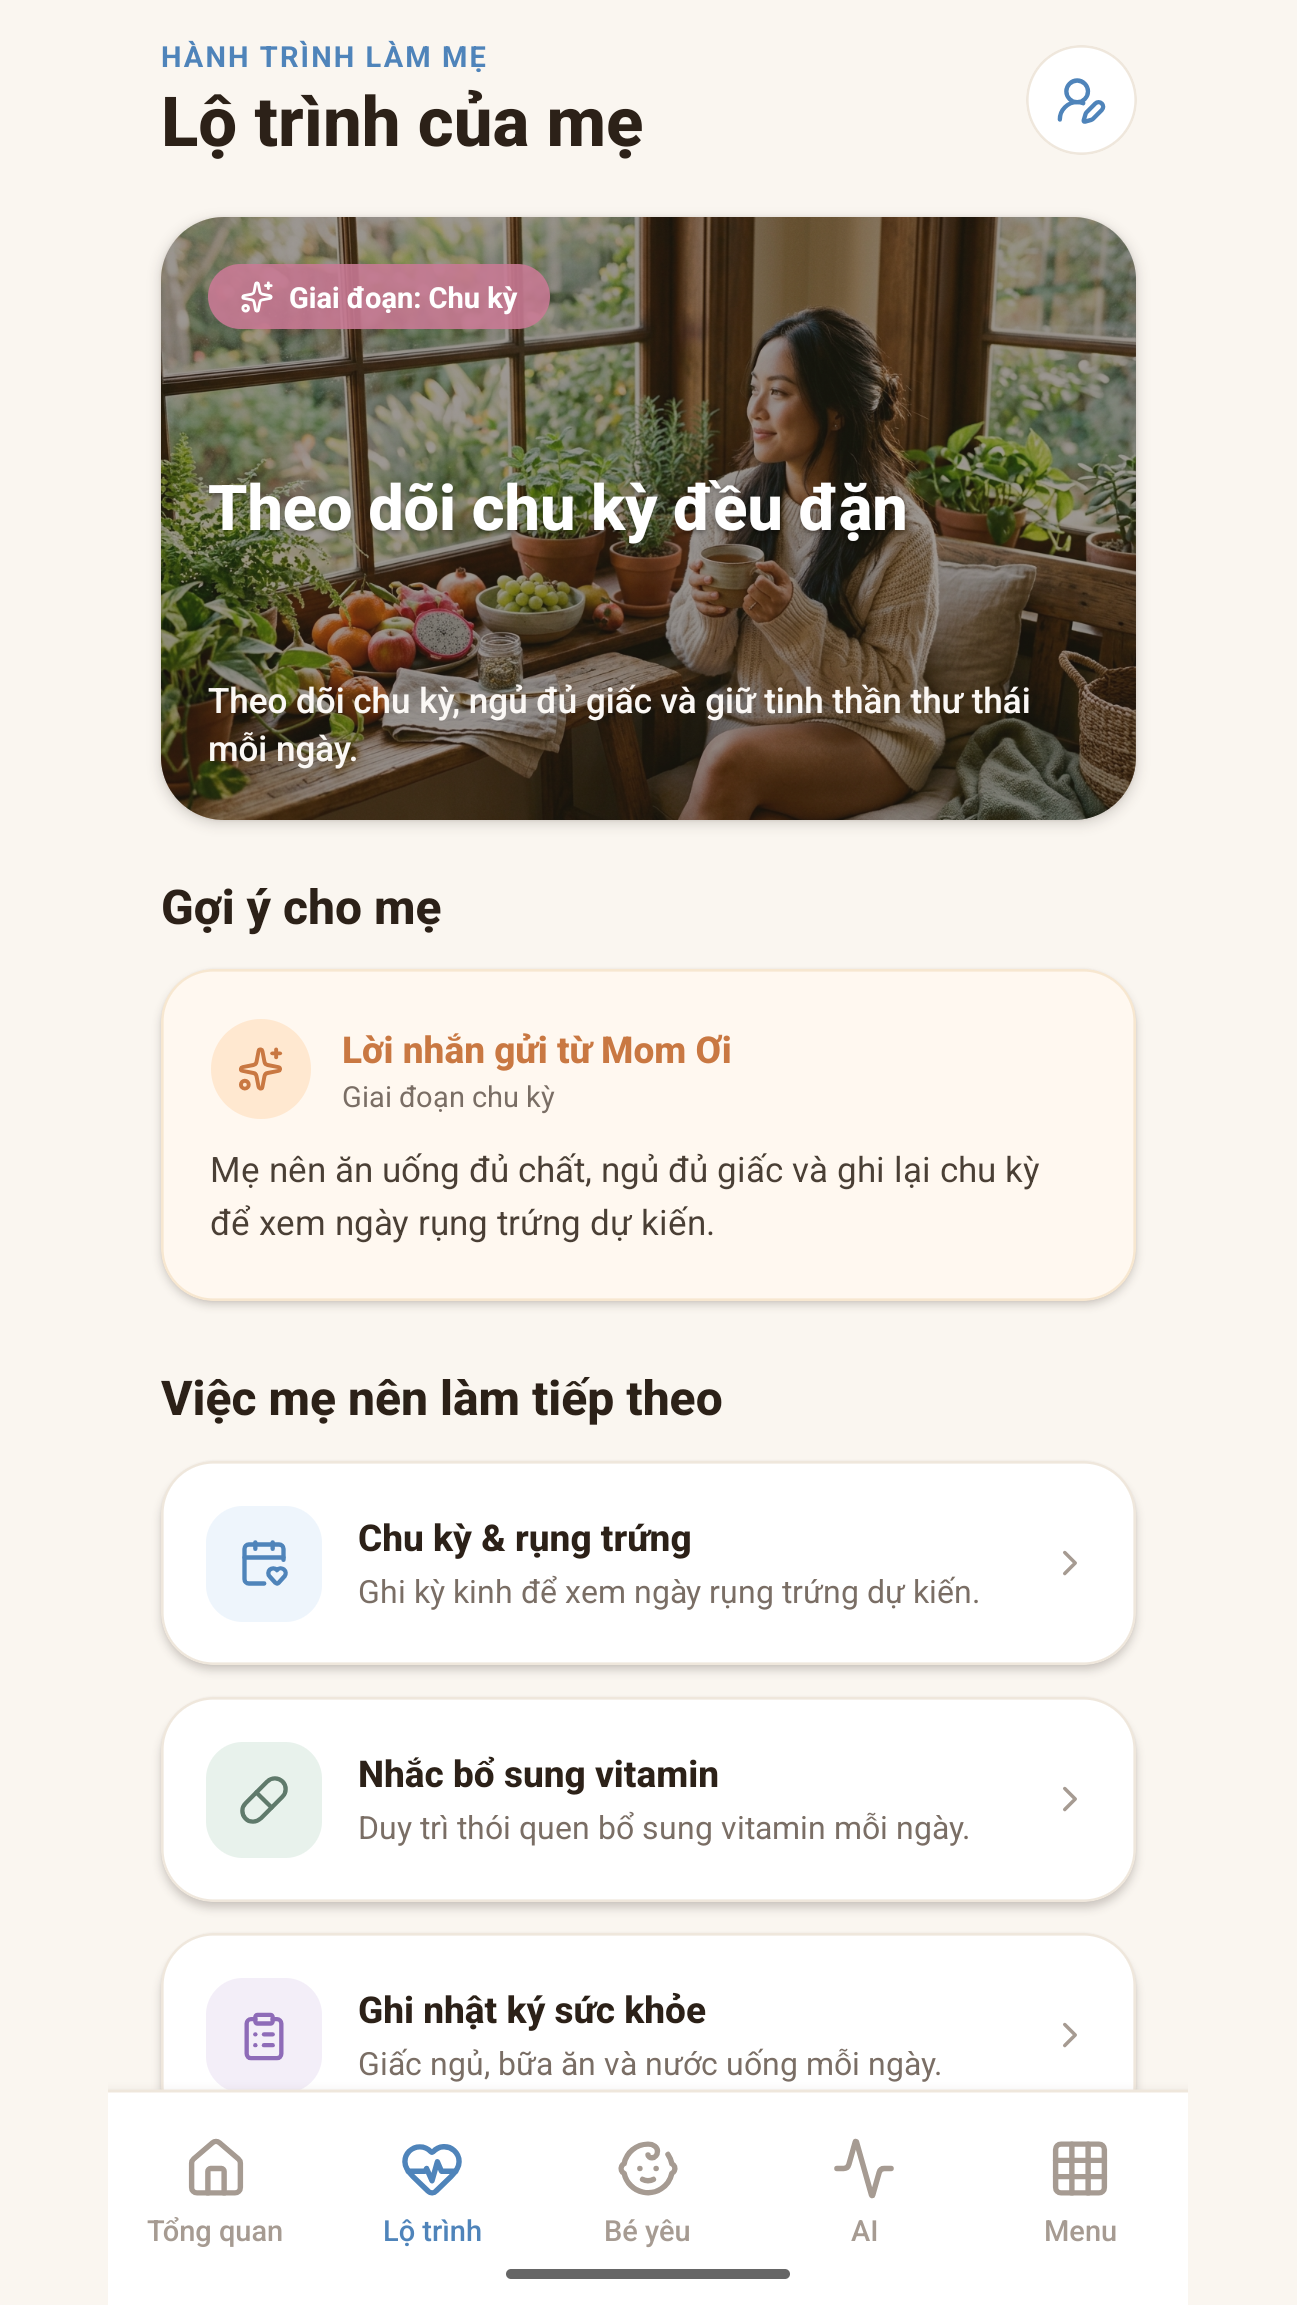 HÀNH TRÌNH LÀM MẸ
Lộ trình của mẹ
Giai đoạn: Chu kỳ
Theo dõi chu kỳ đều đặn
Theo dõi chu kỳ, ngủ đủ giấc và giữ tinh thần thư thái
mỗi ngày.
Gợi ý cho mẹ
Lời nhắn gửi từ Mom Ơi
Giai đoạn chu kỳ
Mẹ nên ăn uống đủ chất, ngủ đủ giấc và ghi lại chu kỳ
để xem ngày rụng trứng dự kiến.
Việc mẹ nên làm tiếp theo
Chu kỳ & rụng trứng
Ghi kỳ kinh để xem ngày rụng trứng dự kiến.
Nhắc bổ sung vitamin
Duy trì thói quen bổ sung vitamin mỗi ngày.
Ghi nhật ký sức khỏe
Giấc ngủ, bữa ăn và nước uống mỗi ngày.
Tổng quan
Lộ trình
Bé yêu
AI
Menu